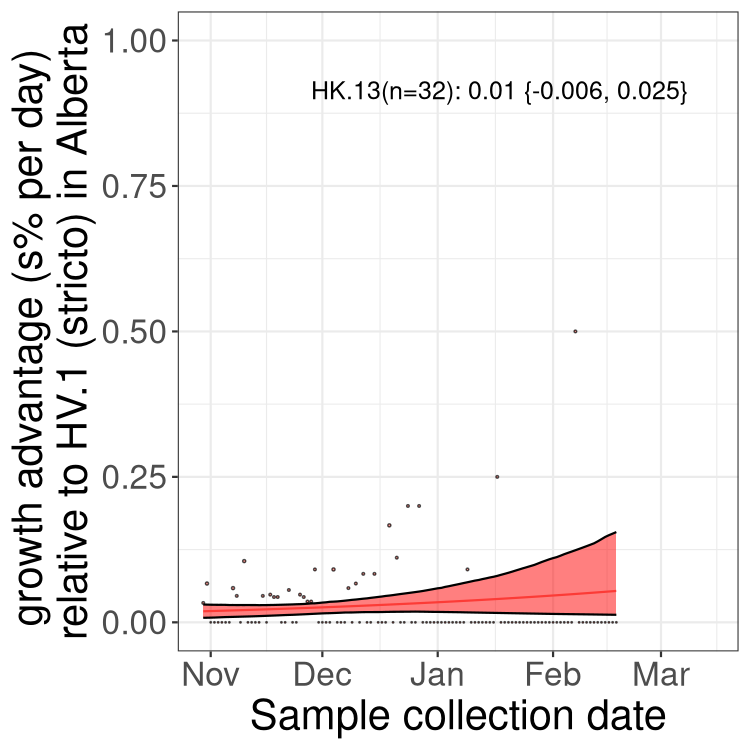 growth advantage (s% per day)
relative to HV.1 (stricto) in Alberta
1.00
0.75
0.50
0.25
0.00
HK.13(n=32): 0.01 {-0.006, 0.025}
Nov Dec Jan Feb Mar
Sample collection date